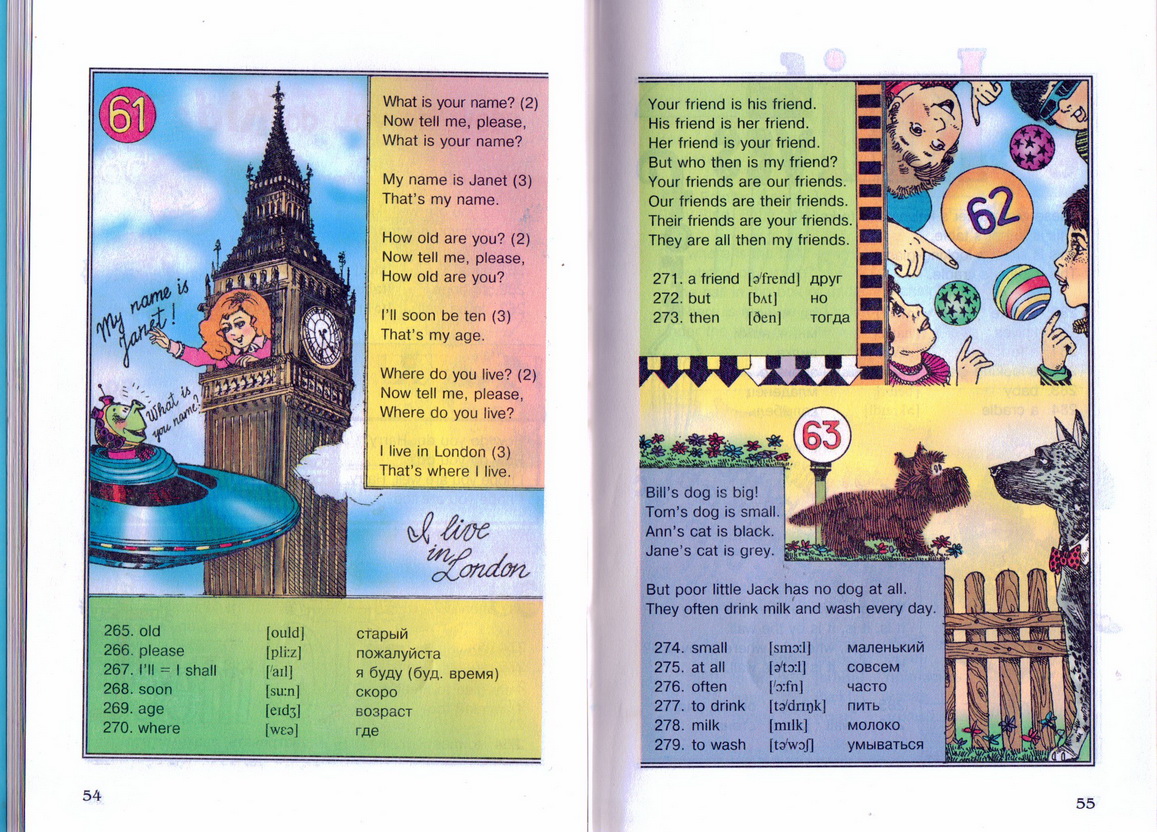 61
What is your name? (2)
Now tell me, please,
What is your name?
My name is Janet (3)
That's my name.
How old are you? (2)
Now tell me, please,
How old are you?
I'll soon be ten (3)
That's my age.
Where do you live? (2)
Now tell me, please,
Where do you live?
I live in London (3)
That's where I live.
My name is
Janet!
What is
you name?
I live
in
London
265. old [ould] старый
266. please [pli:z] пожалуйста
267. I'll = I shall ['aɪl] я буду (буд. время)
268. soon [su:n] скоро
269. age [eɪdʒ] возраст
270. where [wɛə] где
54
Your friend is his friend.
His friend is her friend.
Her friend is your friend.
But who then is my friend?
Your friends are our friends.
Our friends are their friends.
Their friends are your friends.
They are all then my friends.
271. a friend [ə'frend] друг
272. but [bʌt] но
273. then [ðen] тогда
62
63
Bill's dog is big!
Tom's dog is small.
Ann's cat is black.
Jane's cat is grey.
But poor little Jack has no dog at all.
They often drink milk and wash every day.
274. small [smɔ:l] маленький
275. at all [ə'tɔ:l] совсем
276. often ['ɔ:fn] часто
277. to drink [tə'drɪŋk] пить
278. milk [mɪlk] молоко
279. to wash [tə'wɔʃ] умываться
55